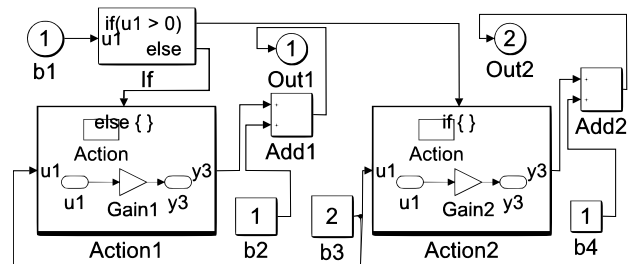 1
b1
if(u1 > 0)
u1
else
If
1
Out1
2
Out2
else { }
Action
u1
y3
u1
Gain1
y3
Action1
Add1
1
b2
2
b3
if { }
Action
u1
y3
u1
Gain2
y3
Action2
Add2
1
b4